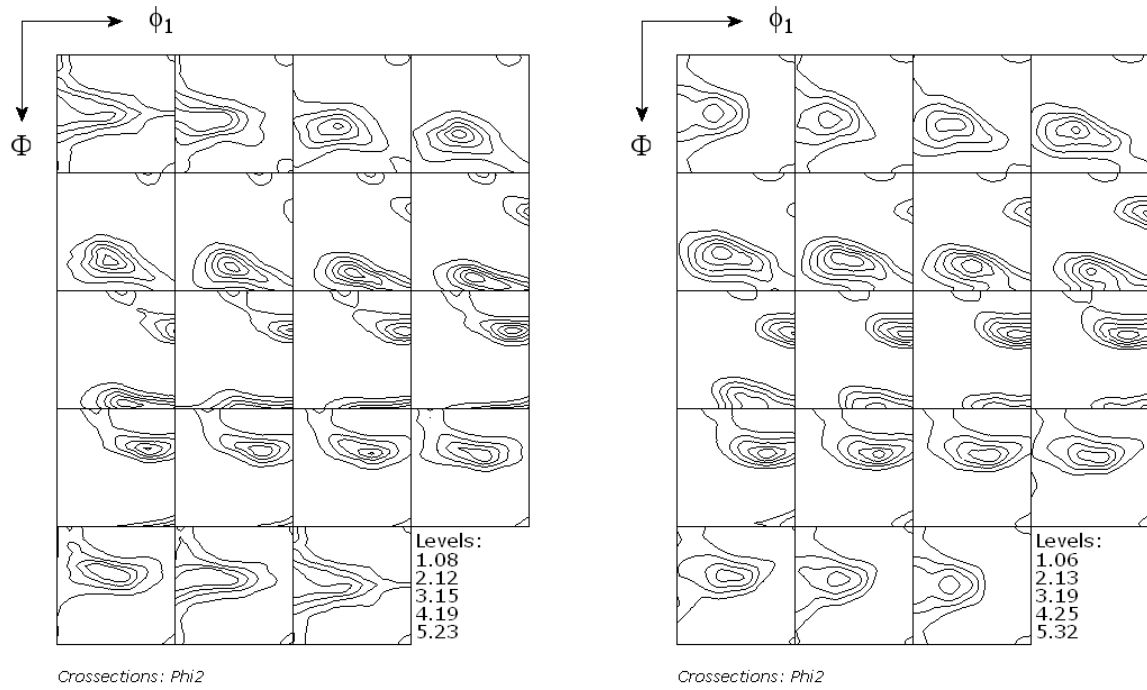 ϕ₁
Φ
Levels:
1.08
2.12
3.15
4.19
5.23
Crossections: Phi2
ϕ₁
Φ
Levels:
1.06
2.13
3.19
4.25
5.32
Crossections: Phi2